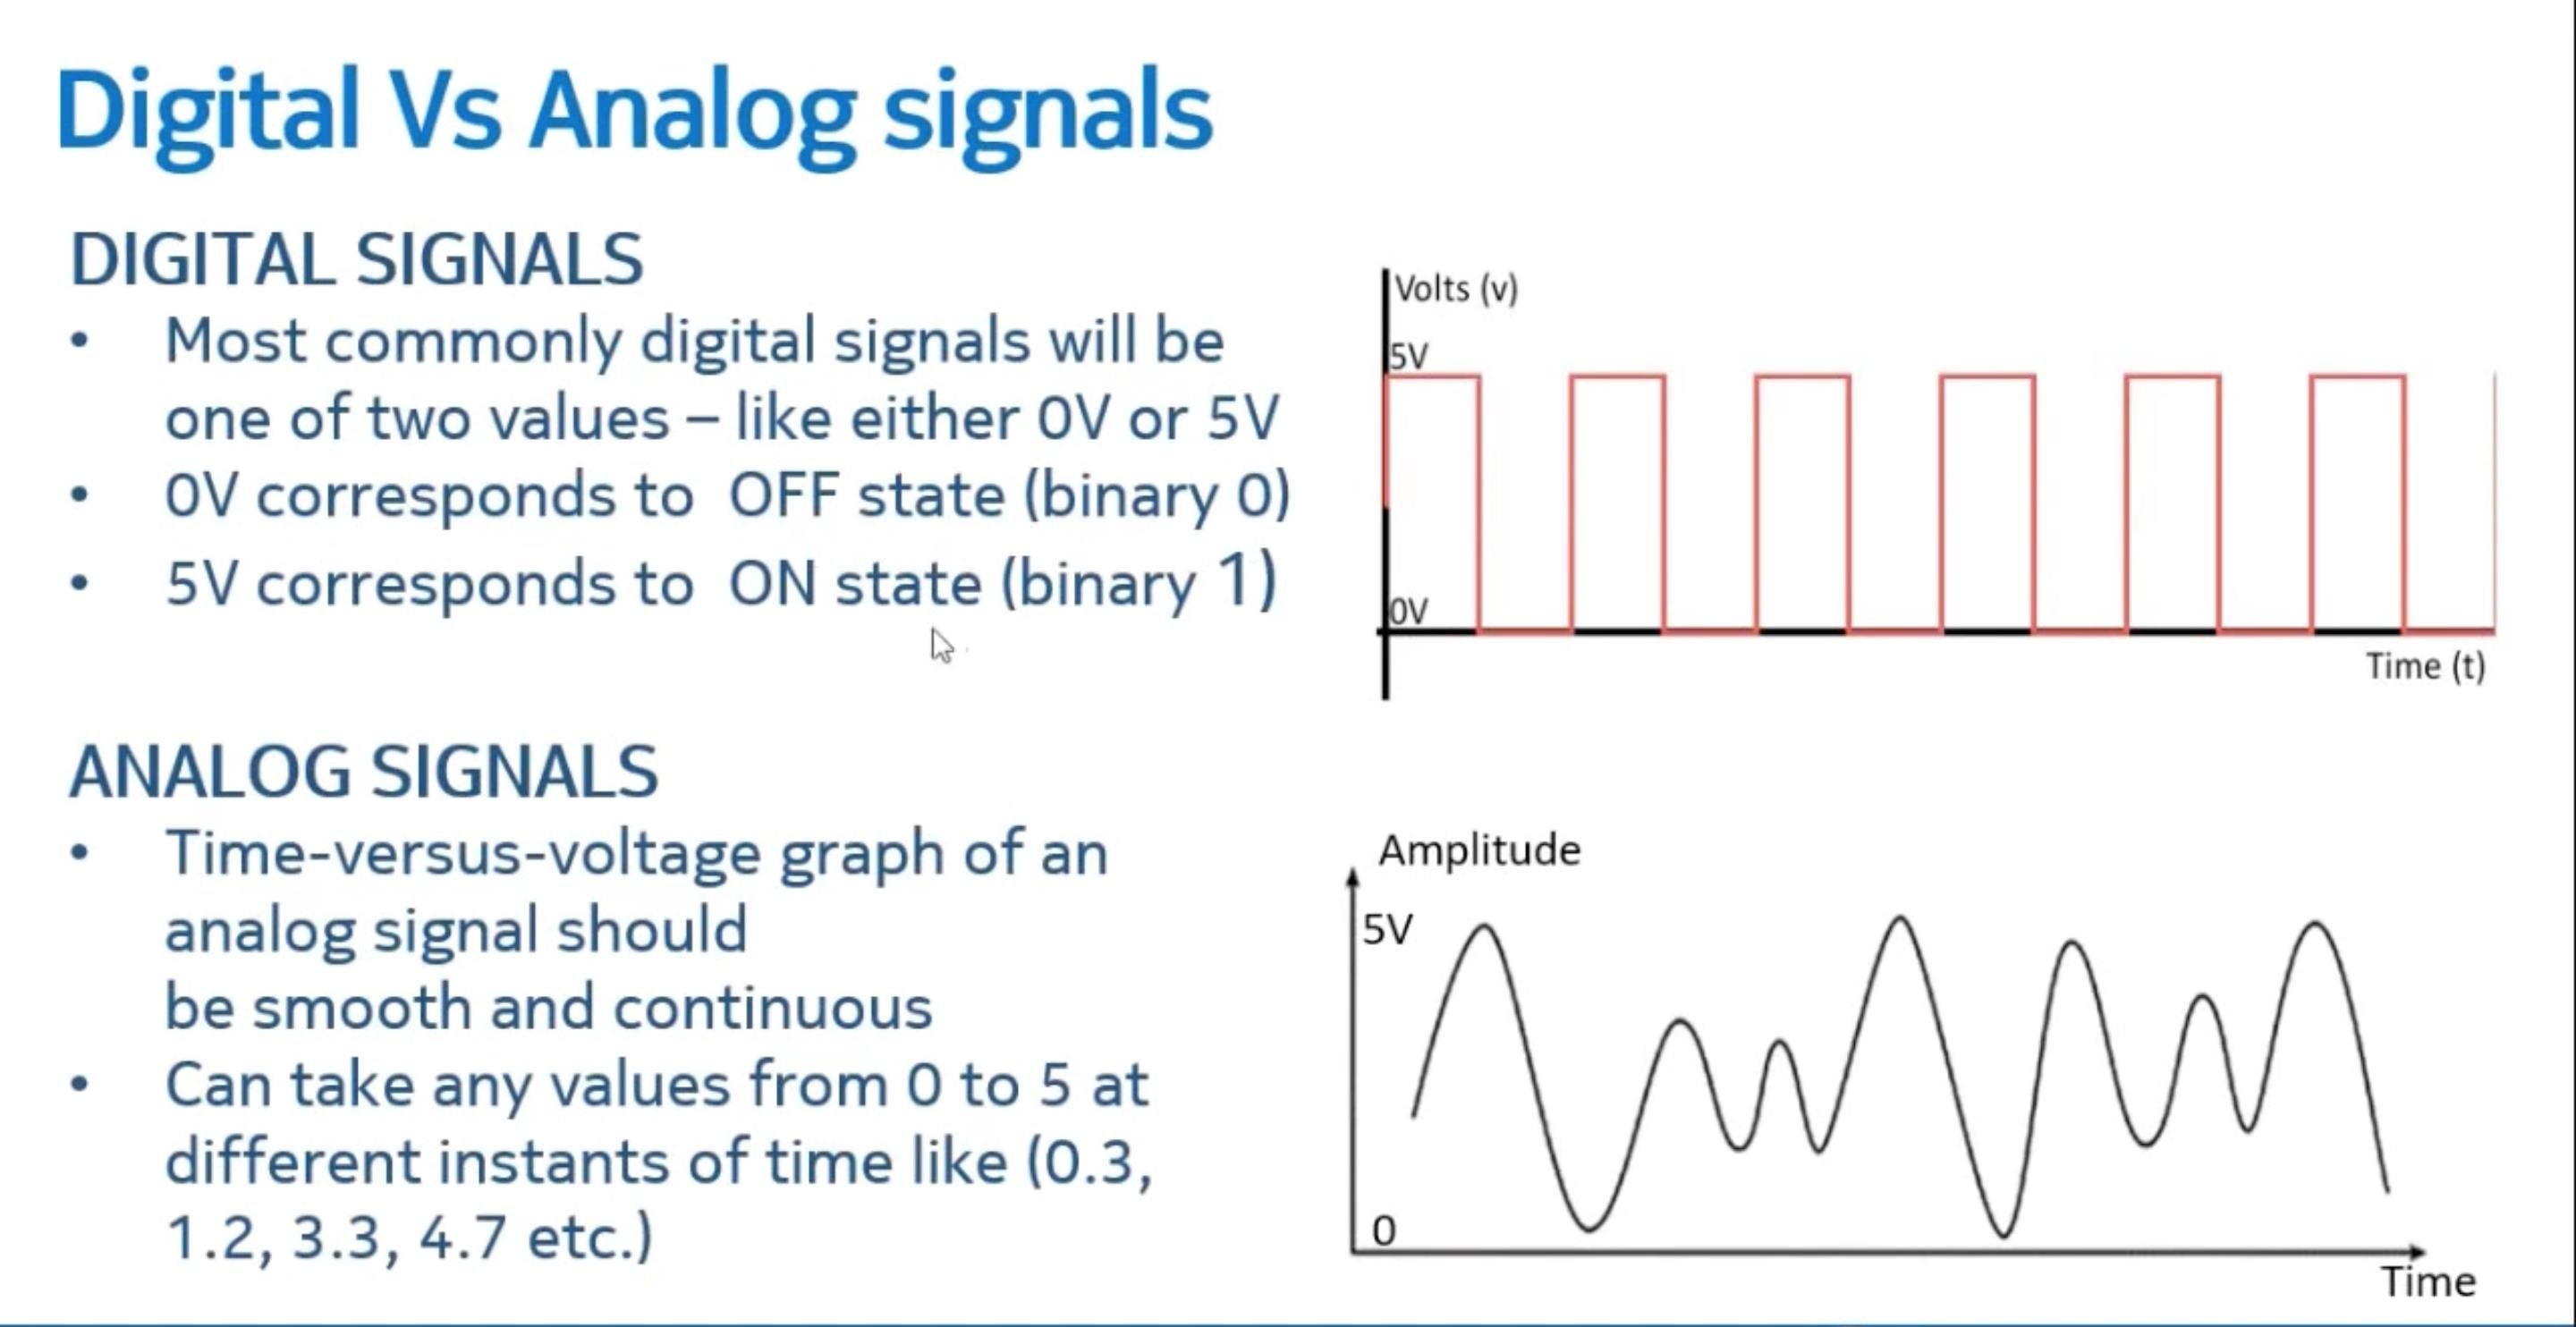 Digital Vs Analog signals
DIGITAL SIGNALS
• Most commonly digital signals will be
one of two values – like either 0V or 5V
• 0V corresponds to  OFF state (binary 0)
• 5V corresponds to  ON state (binary 1)
Volts (v)
5V
0V
Time (t)
ANALOG SIGNALS
• Time-versus-voltage graph of an
analog signal should
be smooth and continuous
• Can take any values from 0 to 5 at
different instants of time like (0.3,
1.2, 3.3, 4.7 etc.)
Amplitude
5V
0
Time